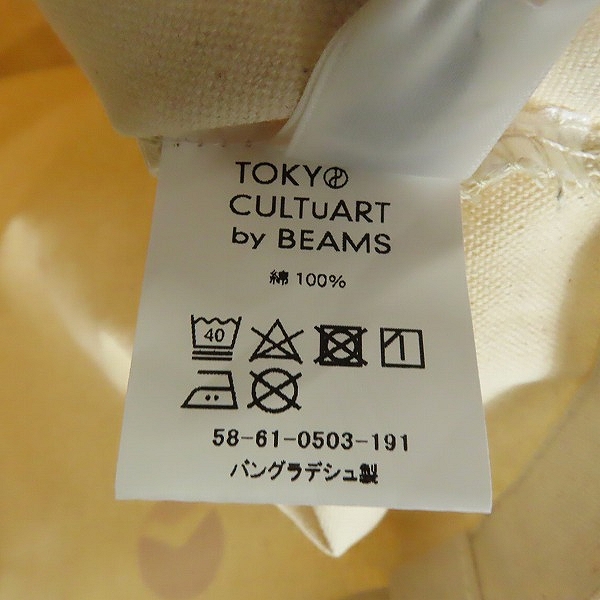 TOKYO
CULTUART
by BEAMS
綿 100%
40
58-61-0503-191
バングラデシュ製